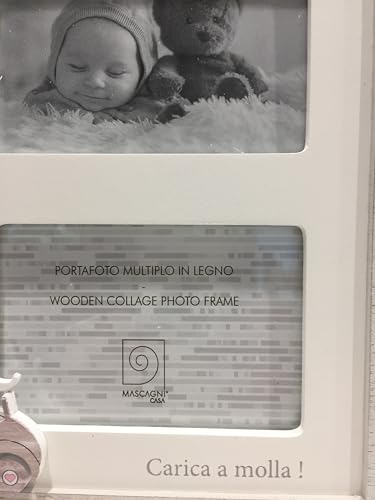 PORTAFOTO MULTIPLO IN LEGNO
-
WOODEN COLLAGE PHOTO FRAME
MASCAGNI®
CASA
Carica a molla !